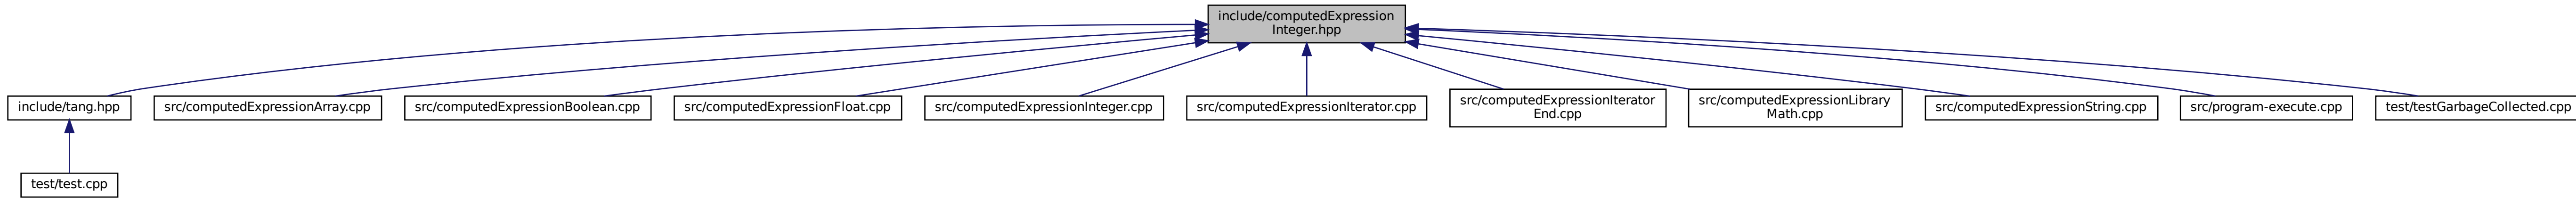 include/computedExpression
Integer.hpp
include/tang.hpp
src/computedExpressionArray.cpp
src/computedExpressionBoolean.cpp
src/computedExpressionFloat.cpp
src/computedExpressionInteger.cpp
src/computedExpressionIterator.cpp
src/computedExpressionIterator
End.cpp
src/computedExpressionLibrary
Math.cpp
src/computedExpressionString.cpp
src/program-execute.cpp
test/testGarbageCollected.cpp
test/test.cpp